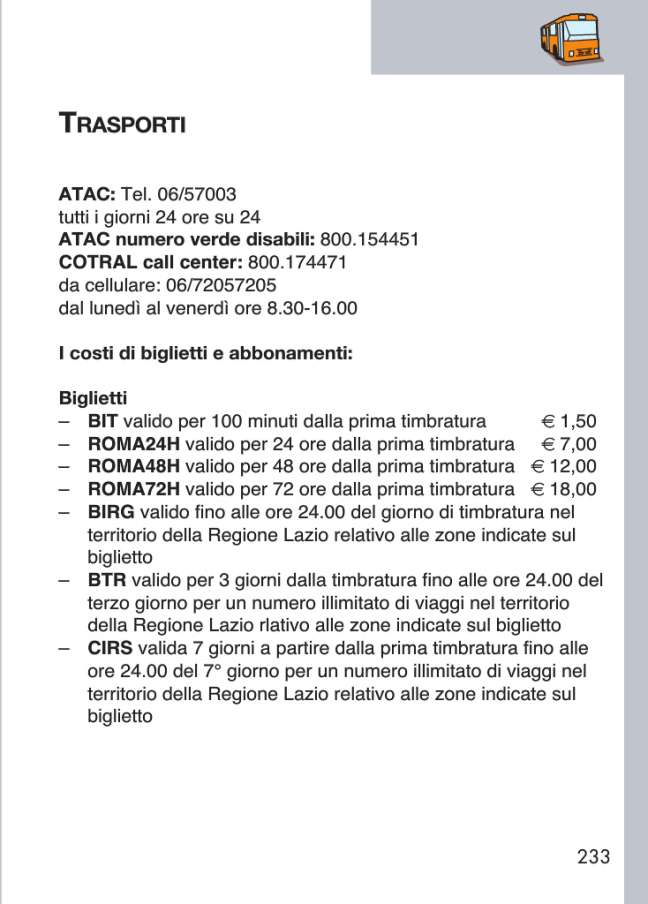 TRASPORTI
ATAC: Tel. 06/57003
tutti i giorni 24 ore su 24
ATAC numero verde disabili: 800.154451
COTRAL call center: 800.174471
da cellulare: 06/72057205
dal lunedì al venerdì ore 8.30-16.00
I costi di biglietti e abbonamenti:
Biglietti
– BIT valido per 100 minuti dalla prima timbratura € 1,50
– ROMA24H valido per 24 ore dalla prima timbratura € 7,00
– ROMA48H valido per 48 ore dalla prima timbratura € 12,00
– ROMA72H valido per 72 ore dalla prima timbratura € 18,00
– BIRG valido fino alle ore 24.00 del giorno di timbratura nel
territorio della Regione Lazio relativo alle zone indicate sul
biglietto
– BTR valido per 3 giorni dalla timbratura fino alle ore 24.00 del
terzo giorno per un numero illimitato di viaggi nel territorio
della Regione Lazio rlativo alle zone indicate sul biglietto
– CIRS valida 7 giorni a partire dalla prima timbratura fino alle
ore 24.00 del 7° giorno per un numero illimitato di viaggi nel
territorio della Regione Lazio relativo alle zone indicate sul
biglietto
233